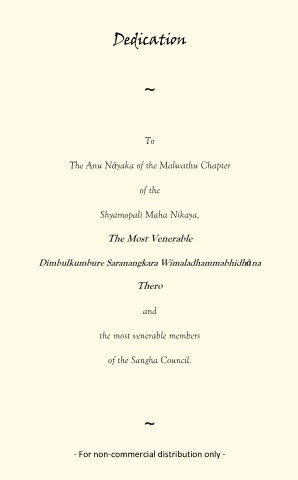 Dedication
~
To
The Anu Nāyaka of the Malwathu Chapter
of the
Shyamopali Maha Nikaya,
The Most Venerable
Dimbulkumbure Saranangkara Wimaladhammabhidhāna
Thero
and
the most venerable members
of the Sangha Council.
~
- For non-commercial distribution only -